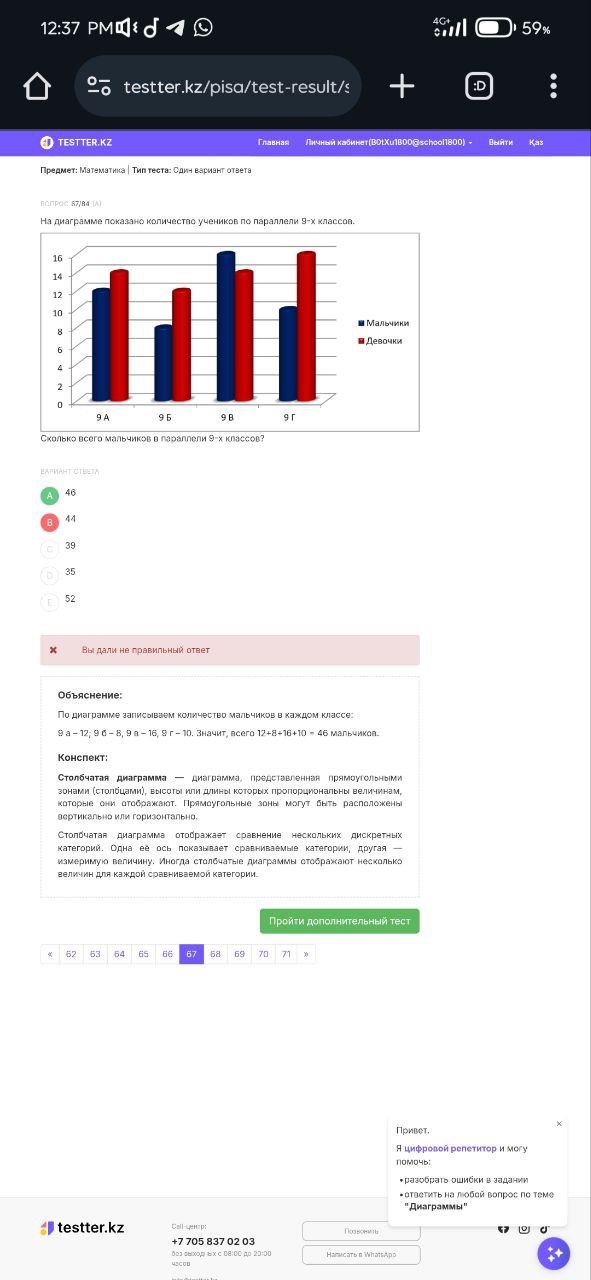 12:37 PM
4G+
59%
testter.kz/pisa/test-result/s
:D
TESTTER.KZ
Главная
Личный кабинет(B0tXu1800@school1800)
Выйти
Қаз
Предмет: Математика | Тип теста: Один вариант ответа
ВОПРОС 67/84 (A)
На диаграмме показано количество учеников по параллели 9-х классов.
16
14
12
10
8
6
4
2
0
9 А
9 Б
9 В
9 Г
Мальчики
Девочки
Сколько всего мальчиков в параллели 9-х классов?
ВАРИАНТ ОТВЕТА
A 46
B 44
C 39
D 35
E 52
Вы дали не правильный ответ
Объяснение:
По диаграмме записываем количество мальчиков в каждом классе:
9 а – 12; 9 б – 8, 9 в – 16, 9 г – 10. Значит, всего 12+8+16+10 = 46 мальчиков.
Конспект:
Столбчатая диаграмма — диаграмма, представленная прямоугольными
зонами (столбцами), высоты или длины которых пропорциональны величинам,
которые они отображают. Прямоугольные зоны могут быть расположены
вертикально или горизонтально.
Столбчатая диаграмма отображает сравнение нескольких дискретных
категорий. Одна её ось показывает сравниваемые категории, другая —
измеримую величину. Иногда столбчатые диаграммы отображают несколько
величин для каждой сравниваемой категории.
Пройти дополнительный тест
« 62 63 64 65 66 67 68 69 70 71 »
Привет.
Я цифровой репетитор и могу
помочь:
•разобрать ошибки в задании
•ответить на любой вопрос по теме
"Диаграммы"
testter.kz
Call-центр:
+7 705 837 02 03
без выходных с 08:00 до 20:00
часов
Позвонить
Написать в WhatsApp